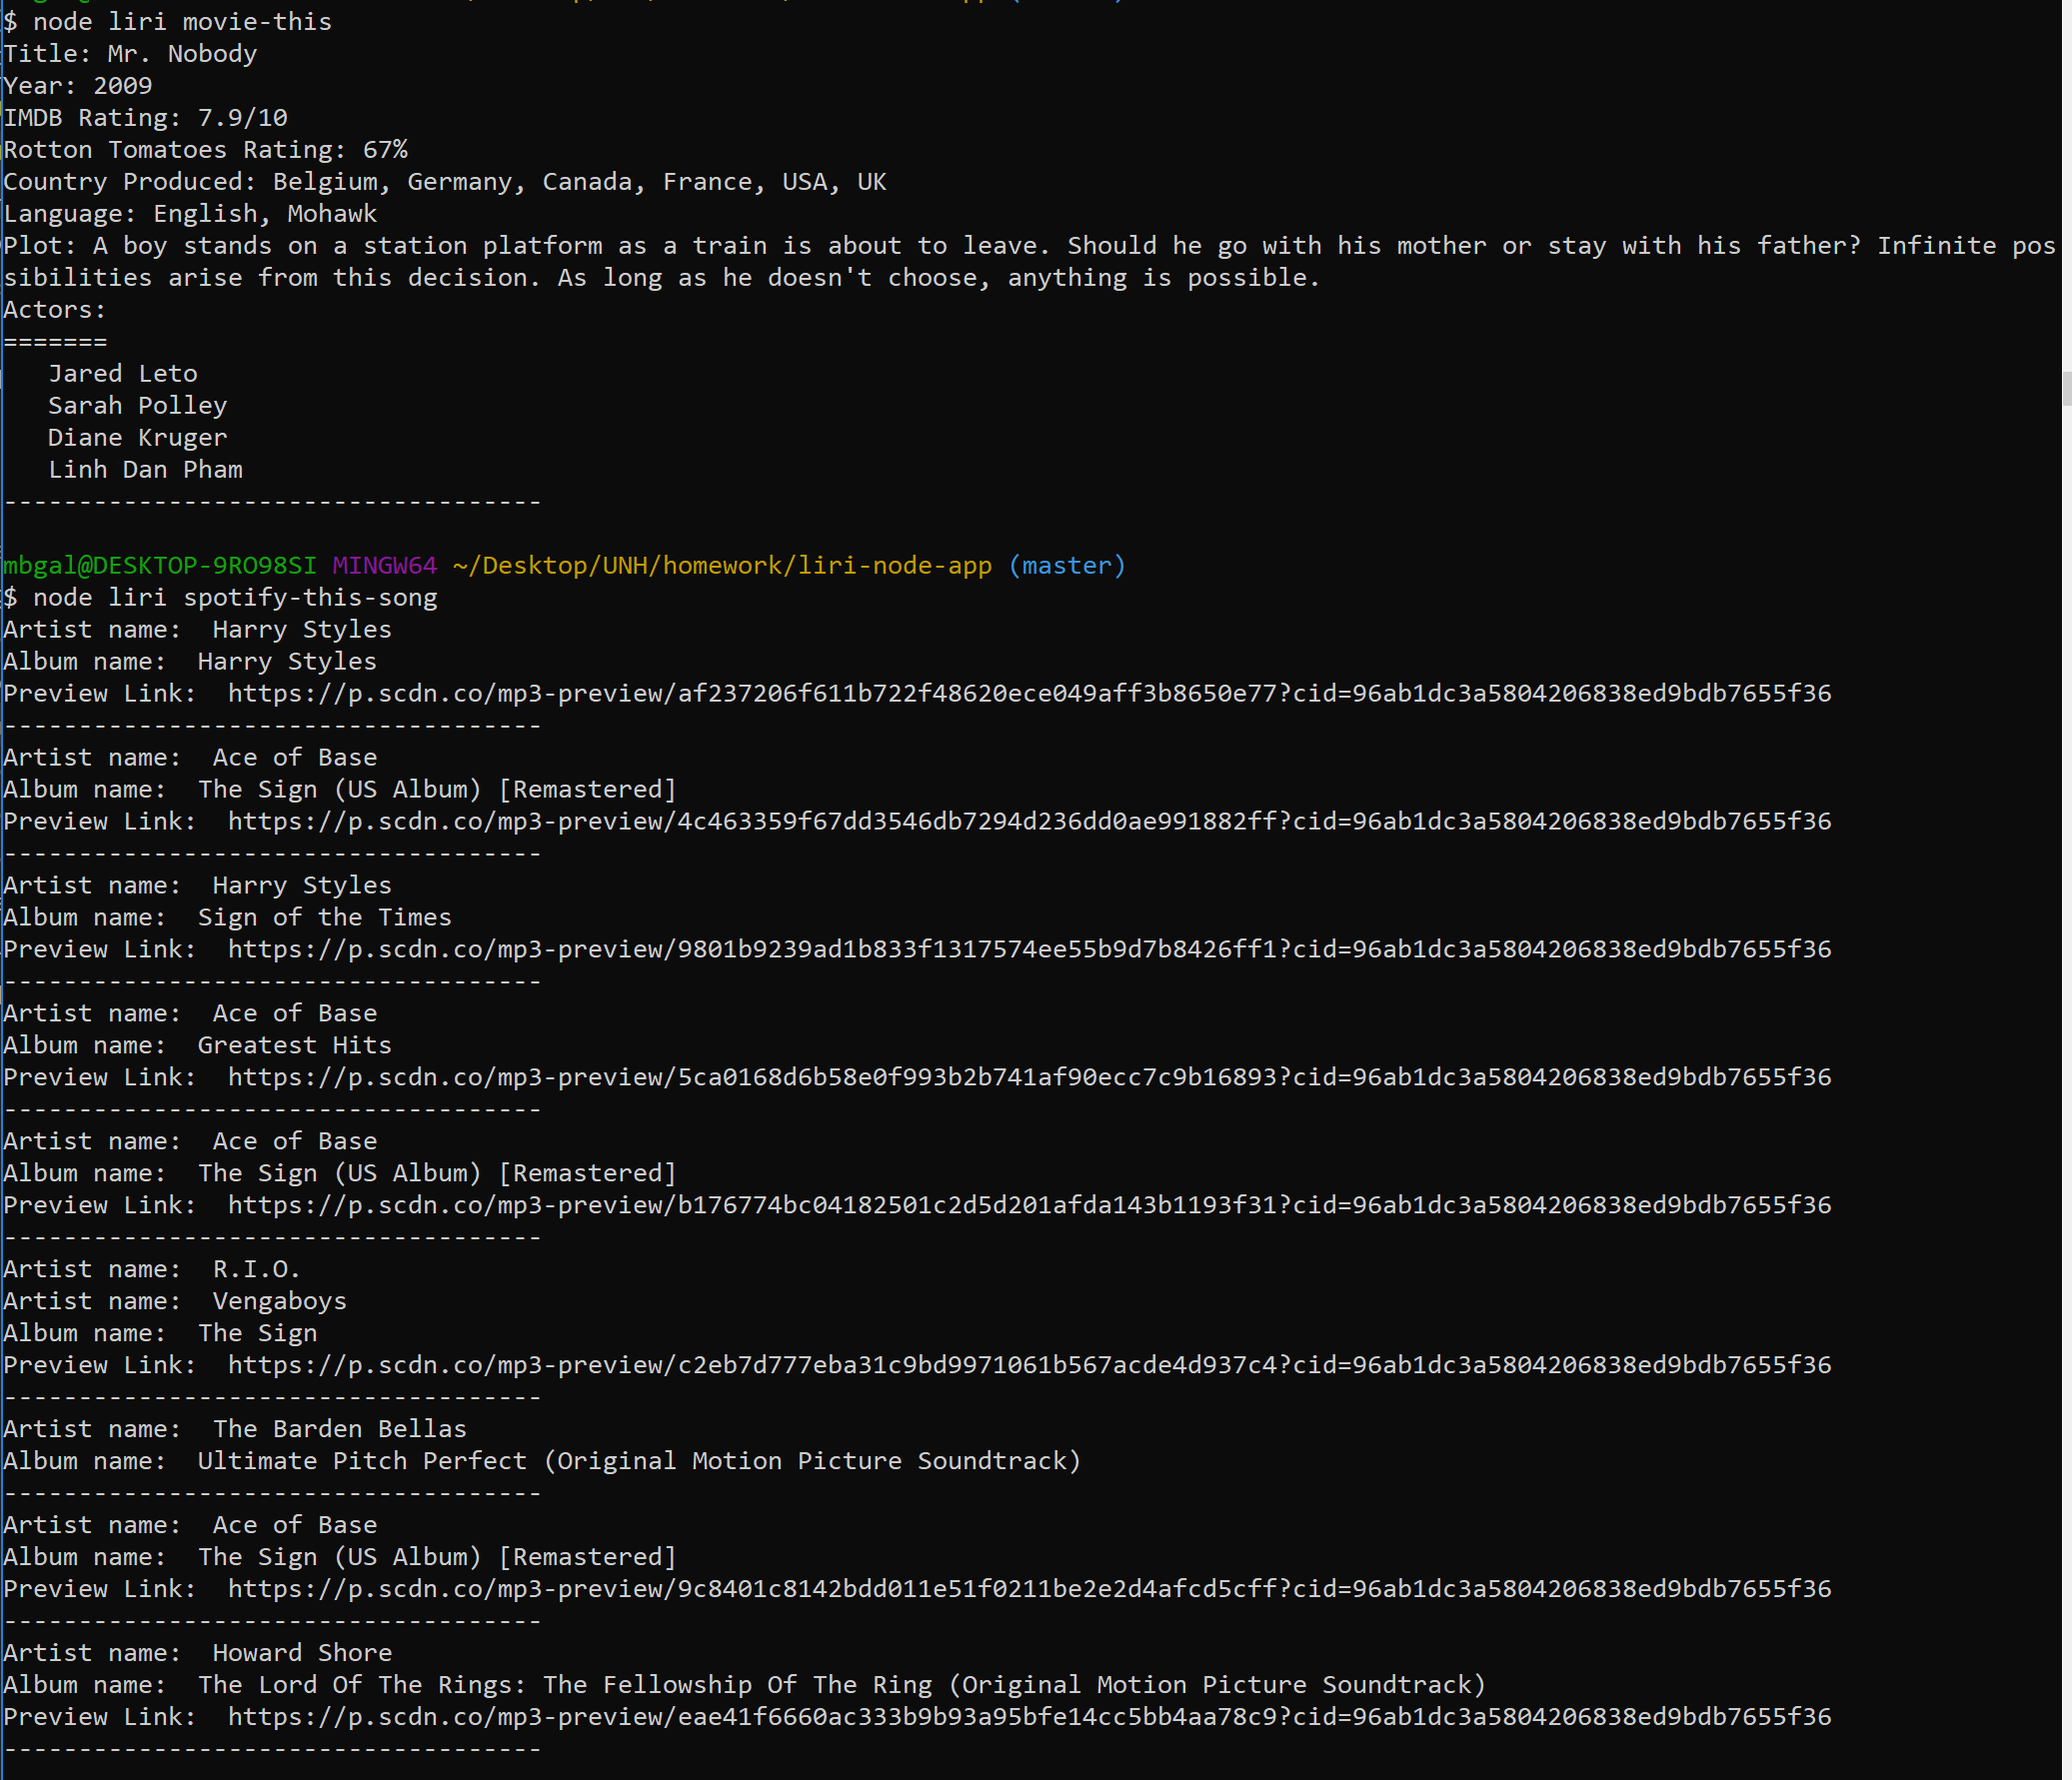 $ node liri movie-this
Title: Mr. Nobody
Year: 2009
IMDB Rating: 7.9/10
Rotton Tomatoes Rating: 67%
Country Produced: Belgium, Germany, Canada, France, USA, UK
Language: English, Mohawk
Plot: A boy stands on a station platform as a train is about to leave. Should he go with his mother or stay with his father? Infinite pos
sibilities arise from this decision. As long as he doesn't choose, anything is possible.
Actors:
=======
   Jared Leto
   Sarah Polley
   Diane Kruger
   Linh Dan Pham
------------------------------------
mbgal@DESKTOP-9RO98SI MINGW64 ~/Desktop/UNH/homework/liri-node-app (master)
$ node liri spotify-this-song
Artist name:  Harry Styles
Album name:  Harry Styles
Preview Link:  https://p.scdn.co/mp3-preview/af237206f611b722f48620ece049aff3b8650e77?cid=96ab1dc3a5804206838ed9bdb7655f36
------------------------------------
Artist name:  Ace of Base
Album name:  The Sign (US Album) [Remastered]
Preview Link:  https://p.scdn.co/mp3-preview/4c463359f67dd3546db7294d236dd0ae991882ff?cid=96ab1dc3a5804206838ed9bdb7655f36
------------------------------------
Artist name:  Harry Styles
Album name:  Sign of the Times
Preview Link:  https://p.scdn.co/mp3-preview/9801b9239ad1b833f1317574ee55b9d7b8426ff1?cid=96ab1dc3a5804206838ed9bdb7655f36
------------------------------------
Artist name:  Ace of Base
Album name:  Greatest Hits
Preview Link:  https://p.scdn.co/mp3-preview/5ca0168d6b58e0f993b2b741af90ecc7c9b16893?cid=96ab1dc3a5804206838ed9bdb7655f36
------------------------------------
Artist name:  Ace of Base
Album name:  The Sign (US Album) [Remastered]
Preview Link:  https://p.scdn.co/mp3-preview/b176774bc04182501c2d5d201afda143b1193f31?cid=96ab1dc3a5804206838ed9bdb7655f36
------------------------------------
Artist name:  R.I.O.
Artist name:  Vengaboys
Album name:  The Sign
Preview Link:  https://p.scdn.co/mp3-preview/c2eb7d777eba31c9bd9971061b567acde4d937c4?cid=96ab1dc3a5804206838ed9bdb7655f36
------------------------------------
Artist name:  The Barden Bellas
Album name:  Ultimate Pitch Perfect (Original Motion Picture Soundtrack)
------------------------------------
Artist name:  Ace of Base
Album name:  The Sign (US Album) [Remastered]
Preview Link:  https://p.scdn.co/mp3-preview/9c8401c8142bdd011e51f0211be2e2d4afcd5cff?cid=96ab1dc3a5804206838ed9bdb7655f36
------------------------------------
Artist name:  Howard Shore
Album name:  The Lord Of The Rings: The Fellowship Of The Ring (Original Motion Picture Soundtrack)
Preview Link:  https://p.scdn.co/mp3-preview/eae41f6660ac333b9b93a95bfe14cc5bb4aa78c9?cid=96ab1dc3a5804206838ed9bdb7655f36
------------------------------------